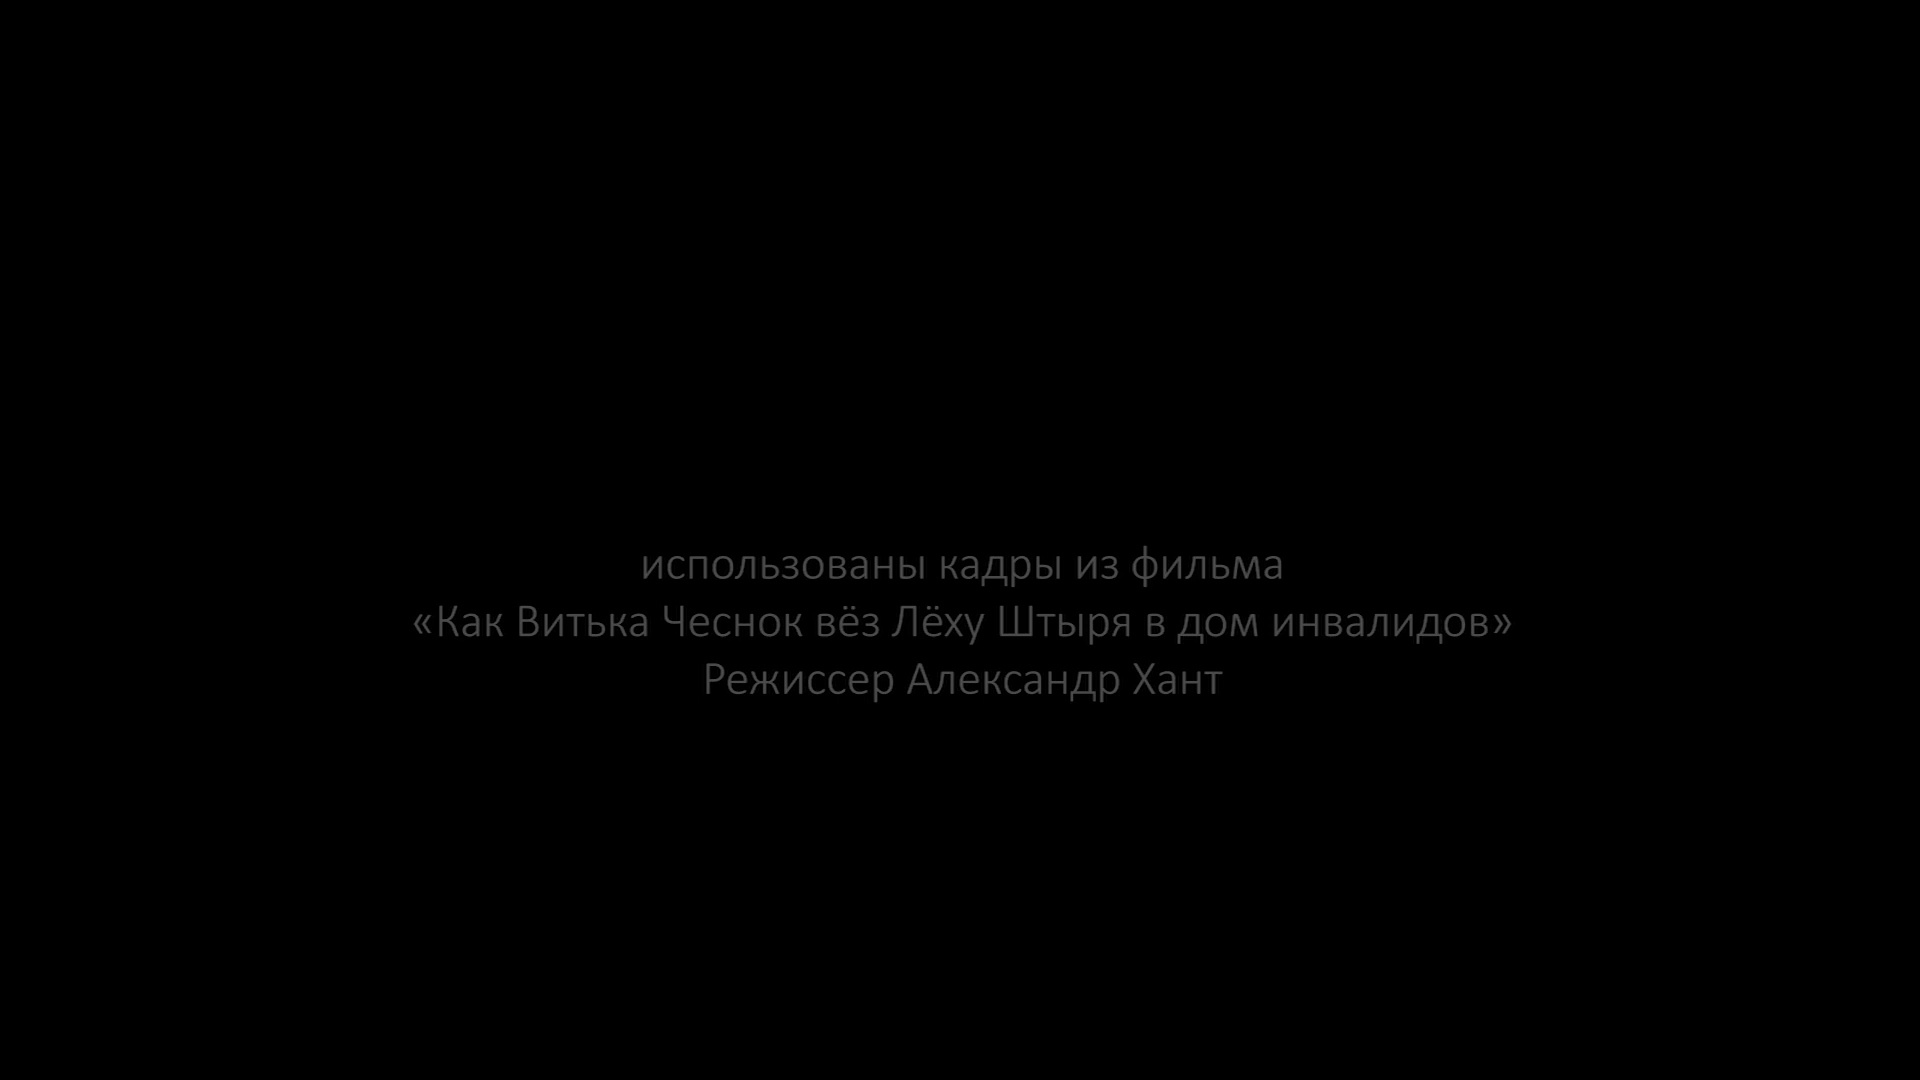 использованы кадры из фильма
«Как Витька Чеснок вёз Лёху Штыря в дом инвалидов»
Режиссер Александр Хант